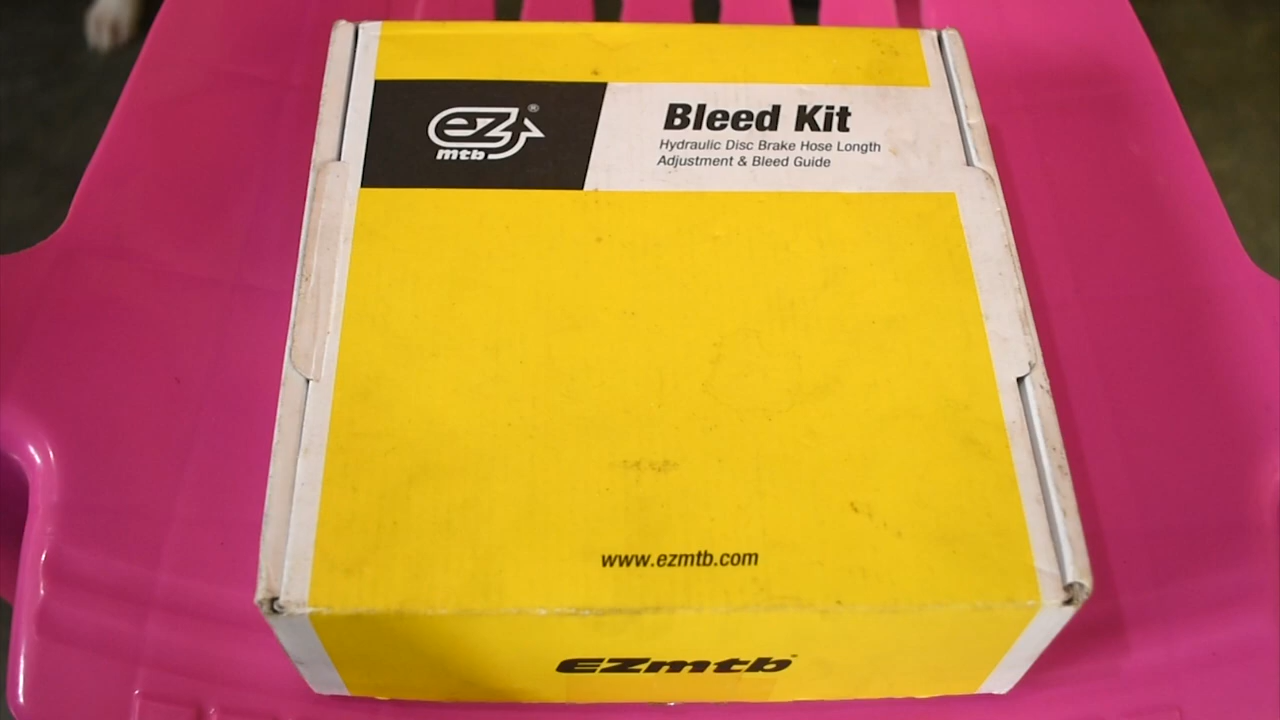 ez®
mtb
Bleed Kit
Hydraulic Disc Brake Hose Length
Adjustment & Bleed Guide
www.ezmtb.com
EZmtb